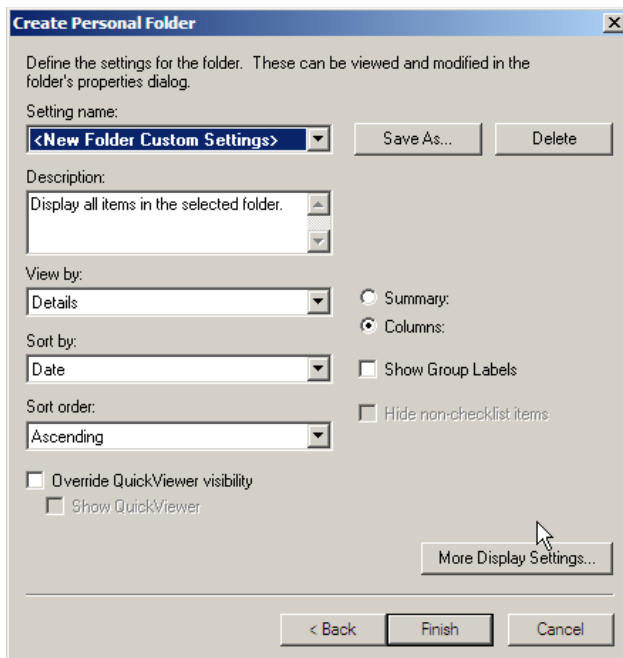 Create Personal Folder
Define the settings for the folder.  These can be viewed and modified in the
folder's properties dialog.
Setting name:
<New Folder Custom Settings>
Save As...
Delete
Description:
Display all items in the selected folder.
View by:
Details
Summary:
Columns:
Sort by:
Date
Show Group Labels
Sort order:
Hide non-checklist items
Ascending
Override QuickViewer visibility
Show QuickViewer
More Display Settings...
< Back
Finish
Cancel